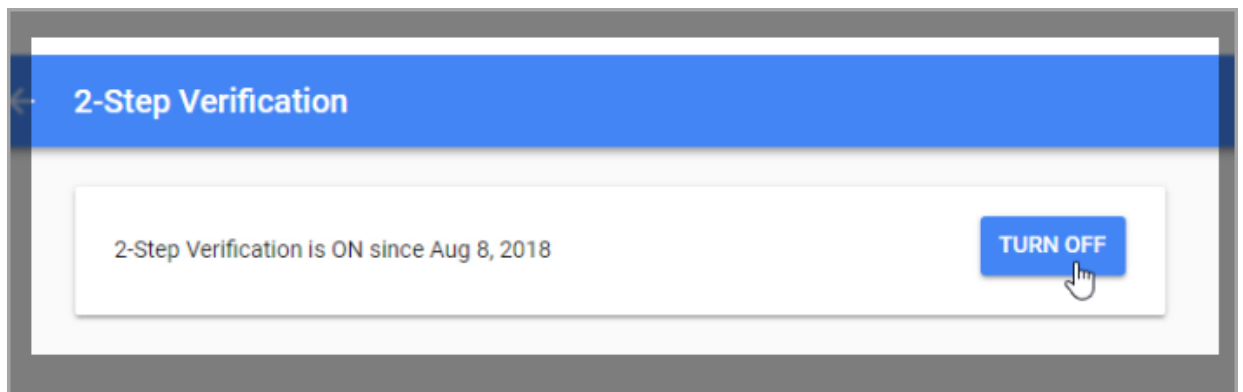 2-Step Verification
2-Step Verification is ON since Aug 8, 2018
TURN OFF